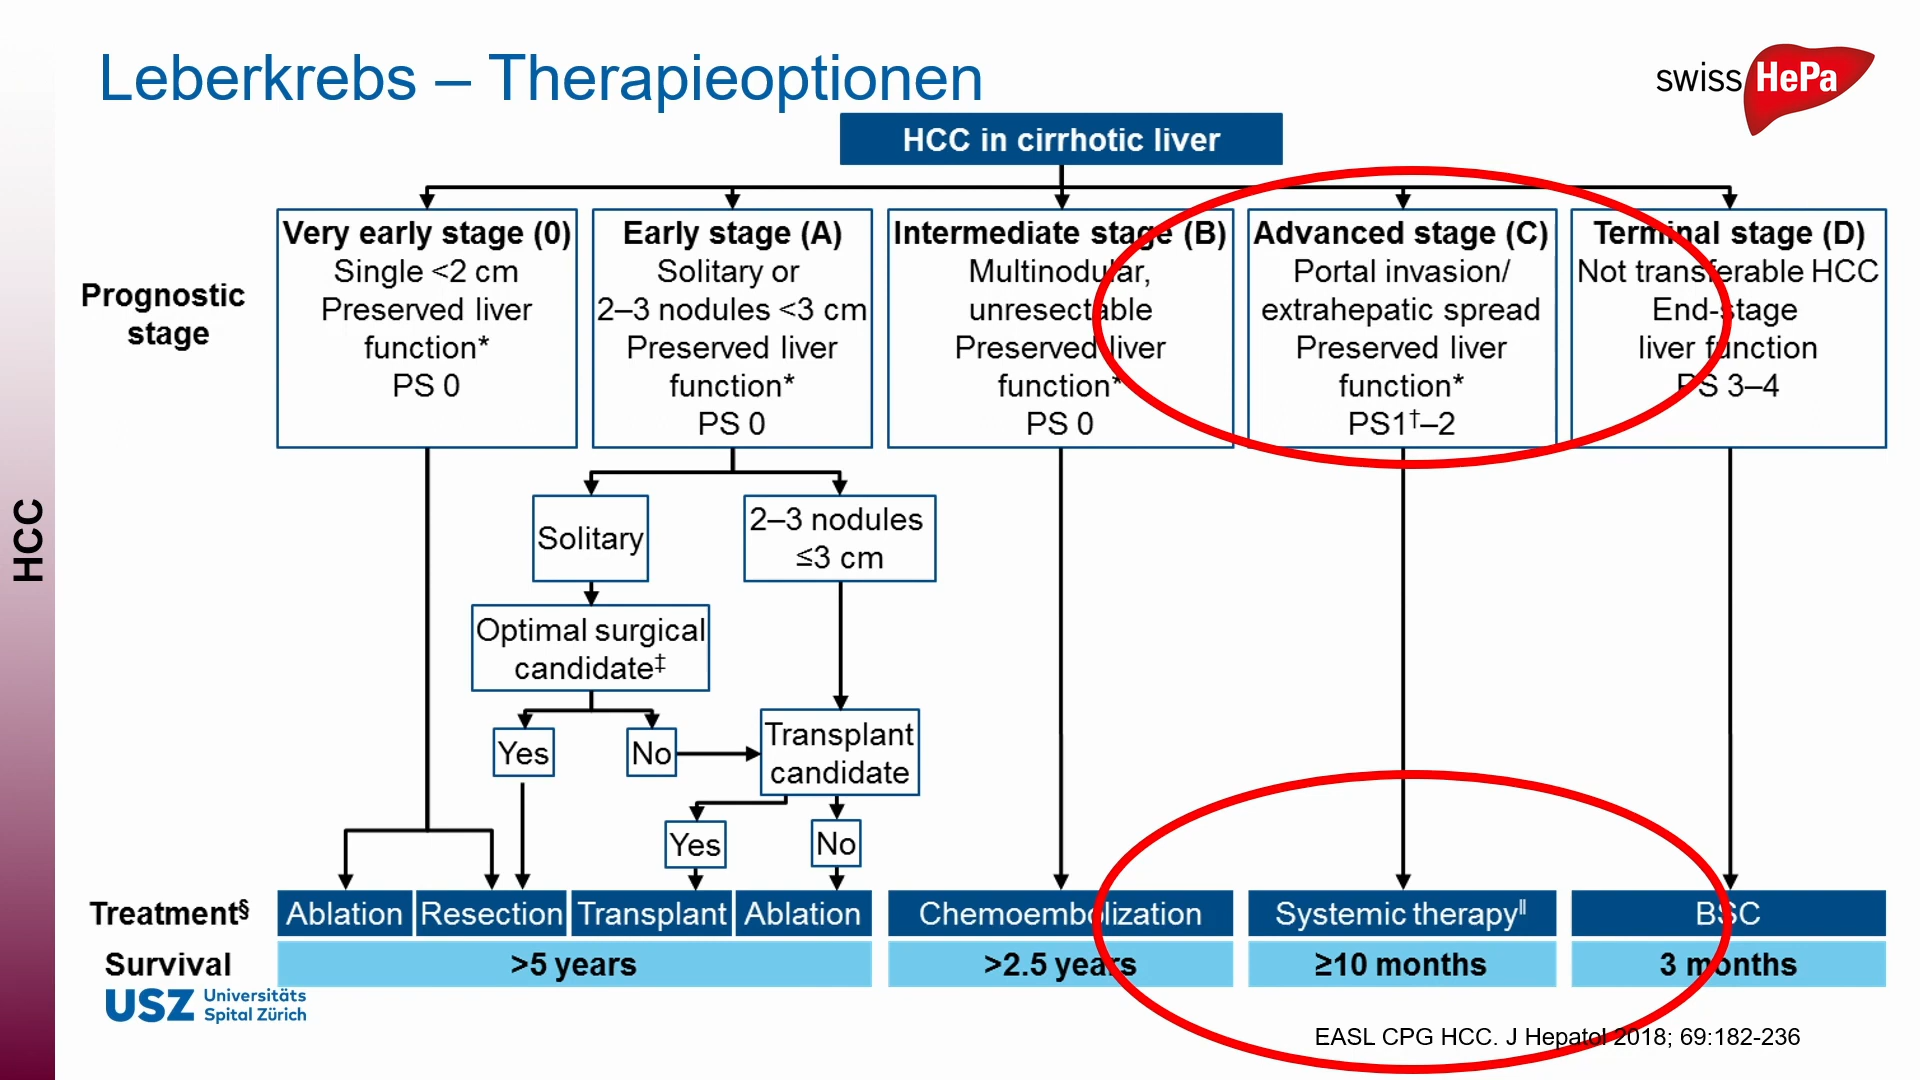 Leberkrebs – Therapieoptionen
swiss HePa
HCC in cirrhotic liver
Prognostic
stage
Very early stage (0)
Single <2 cm
Preserved liver
function*
PS 0
Early stage (A)
Solitary or
2–3 nodules <3 cm
Preserved liver
function*
PS 0
Intermediate stage (B)
Multinodular,
unresectable
Preserved liver
function*
PS 0
Advanced stage (C)
Portal invasion/
extrahepatic spread
Preserved liver
function*
PS1†–2
Terminal stage (D)
Not transferable HCC
End-stage
liver function
PS 3–4
HCC
Solitary
2–3 nodules
≤3 cm
Optimal surgical
candidate‡
Yes
No
Transplant
candidate
Yes
No
Treatment§
Ablation
Resection
Transplant
Ablation
Chemoembolization
Systemic therapy‖
BSC
Survival
>5 years
>2.5 years
≥10 months
3 months
USZ Universitäts
Spital Zürich
EASL CPG HCC. J Hepatol 2018; 69:182-236